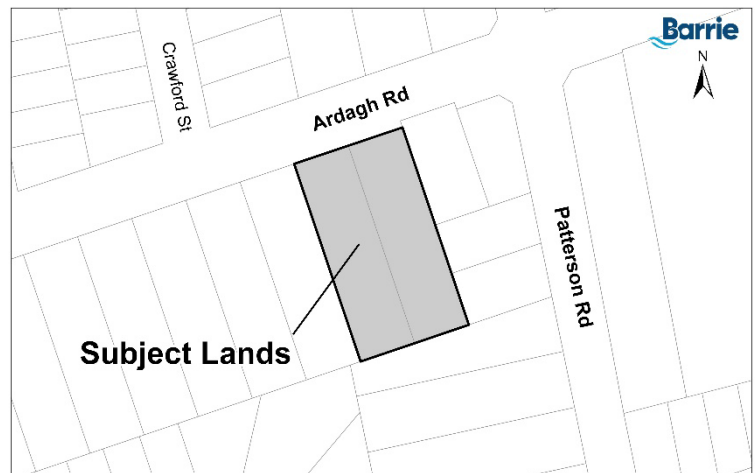 Barrie
N
Crawford St
Ardagh Rd
Patterson Rd
Subject Lands